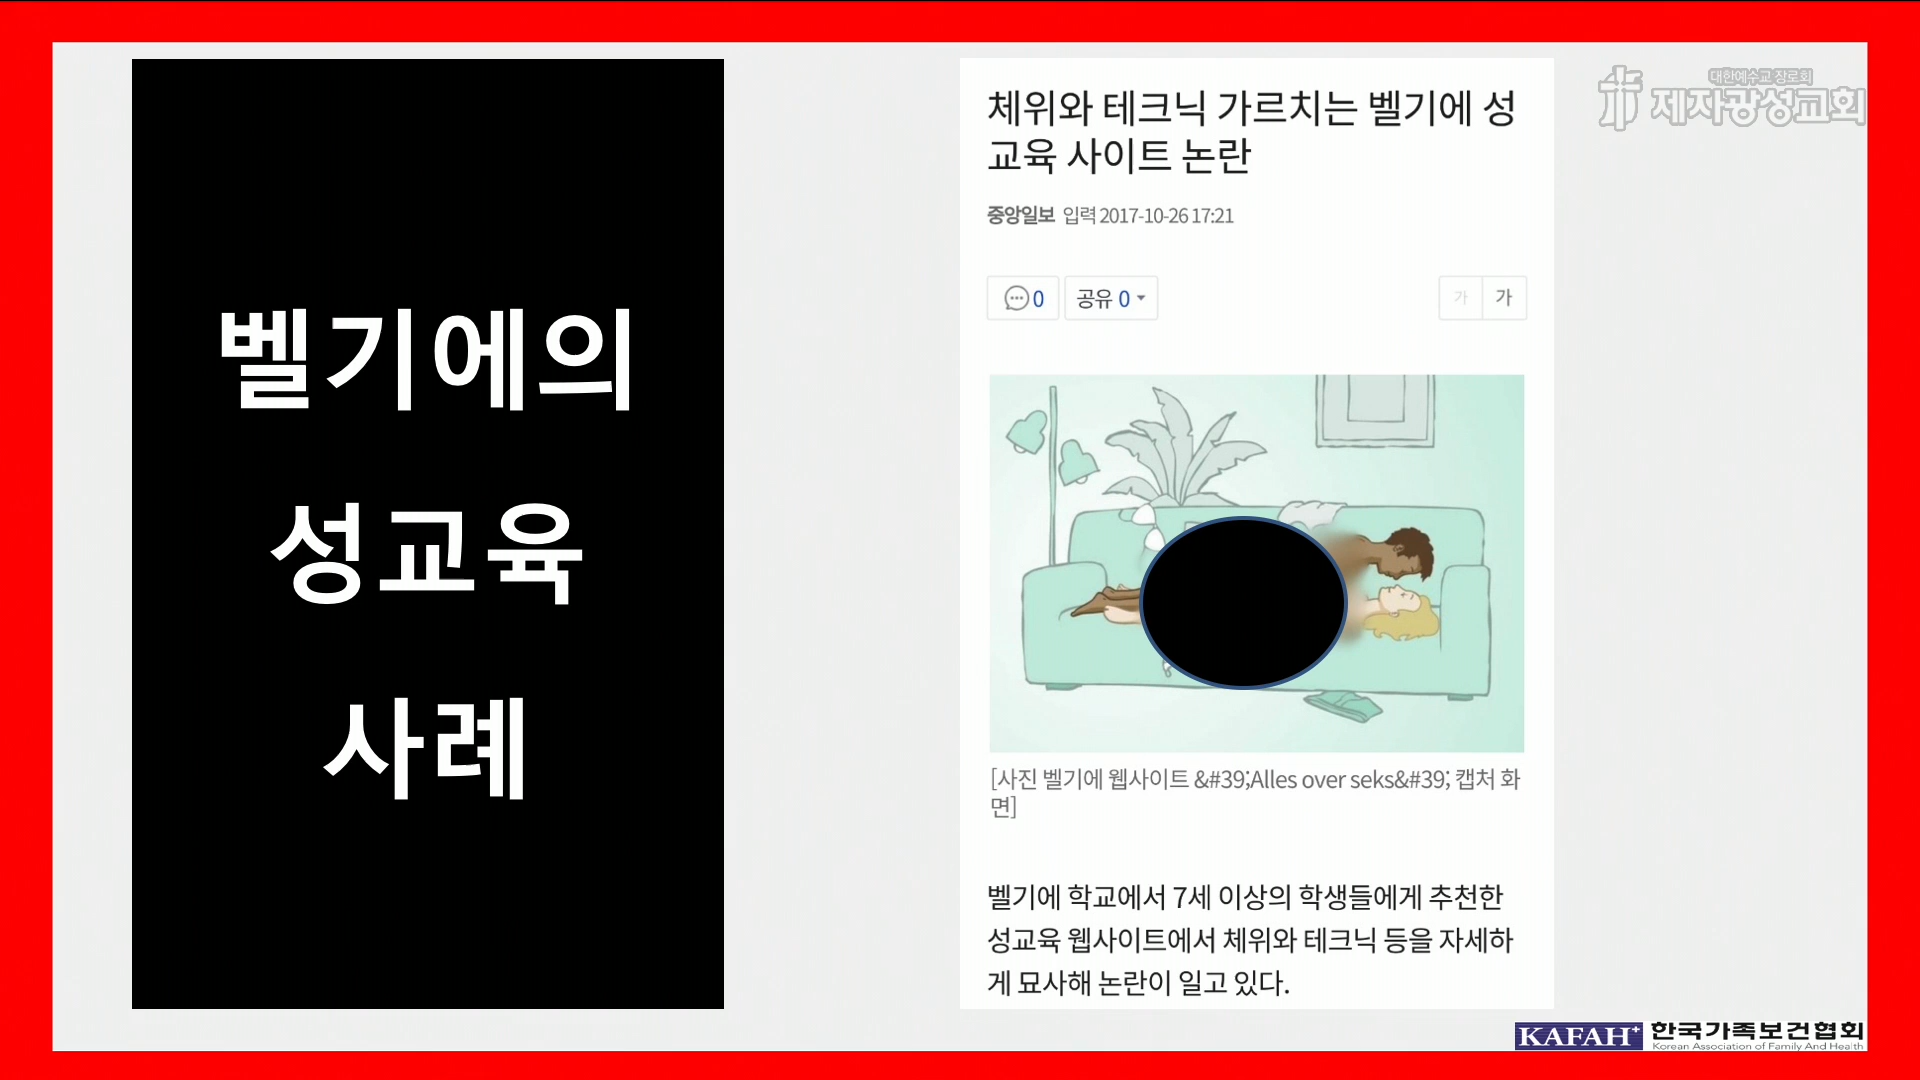 벨기에의
성교육
사례
체위와 테크닉 가르치는 벨기에 성
교육 사이트 논란
중앙일보 입력 2017-10-26 17:21
0 공유 0 가 가
[사진 벨기에 웹사이트 &#39;Alles over seks&#39; 캡처 화
면]
벨기에 학교에서 7세 이상의 학생들에게 추천한
성교육 웹사이트에서 체위와 테크닉 등을 자세하
게 묘사해 논란이 일고 있다.
대한예수교 장로회
제자광성교회
KAFAH+ 한국가족보건협회
Korean Association of Family And Health